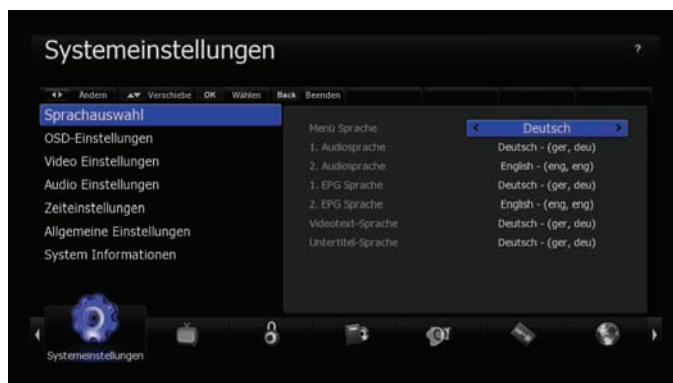 Systemeinstellungen
?
Ändern Verschiebe OK Wählen Back Beenden
Sprachauswahl
OSD-Einstellungen
Video Einstellungen
Audio Einstellungen
Zeiteinstellungen
Allgemeine Einstellungen
System Informationen
Menü Sprache Deutsch
1. Audiosprache Deutsch - (ger, deu)
2. Audiosprache English - (eng, eng)
1. EPG Sprache Deutsch - (ger, deu)
2. EPG Sprache English - (eng, eng)
Videotext-Sprache Deutsch - (ger, deu)
Untertitel-Sprache Deutsch - (ger, deu)
Systemeinstellungen